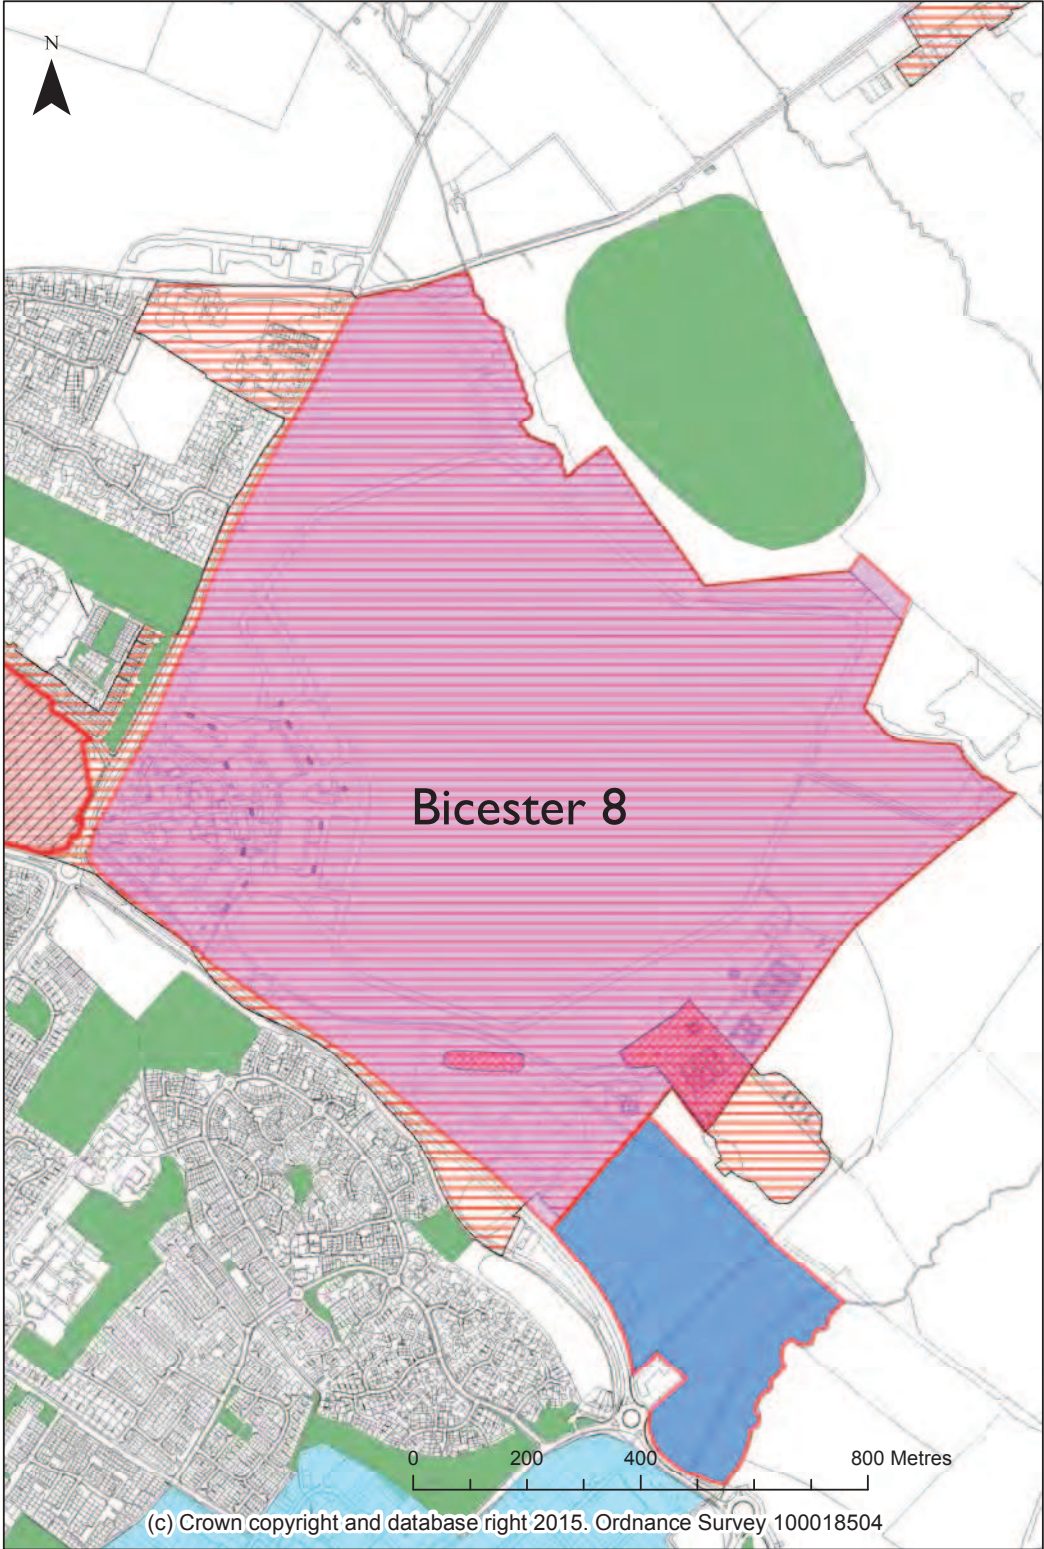 N
Bicester 8
0 200 400 800 Metres
(c) Crown copyright and database right 2015. Ordnance Survey 100018504